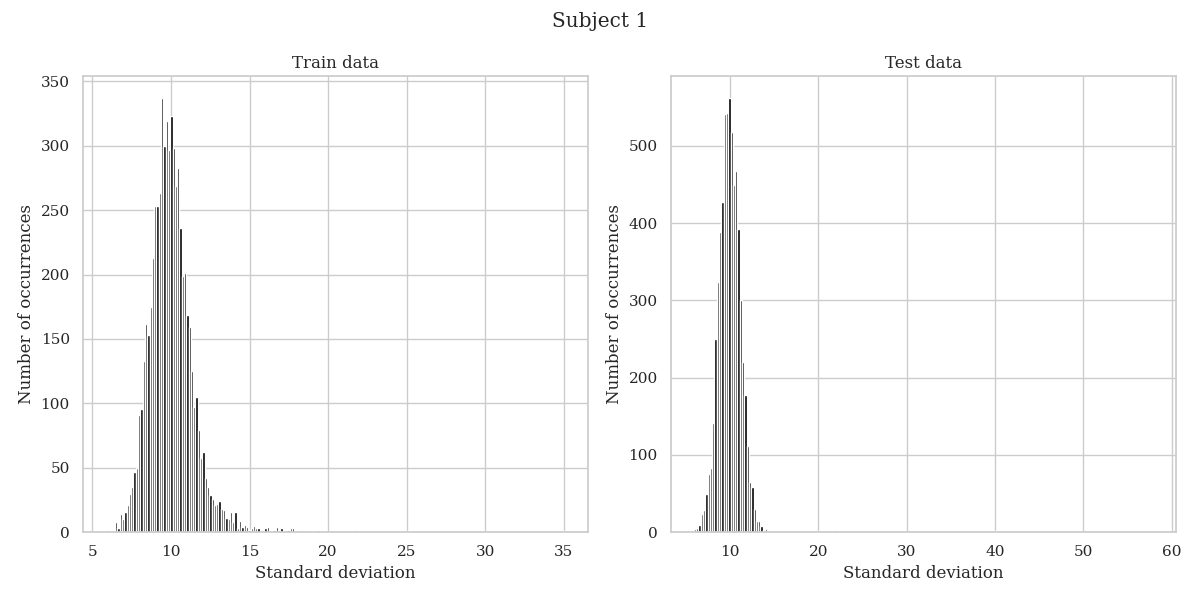 Subject 1
Train data
Number of occurrences
350
300
250
200
150
100
50
0
5 10 15 20 25 30 35
Standard deviation
Test data
Number of occurrences
500
400
300
200
100
0
10 20 30 40 50 60
Standard deviation